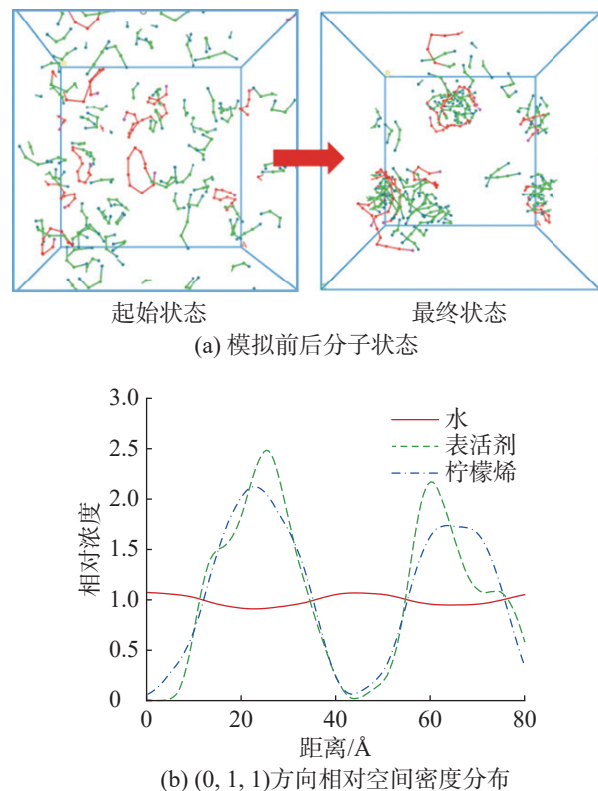 起始状态
最终状态
(a) 模拟前后分子状态
3.0
2.5
2.0
1.5
1.0
0.5
0
相对浓度
水
表活剂
柠檬烯
0 20 40 60 80
距离/Å
(b) (0, 1, 1)方向相对空间密度分布